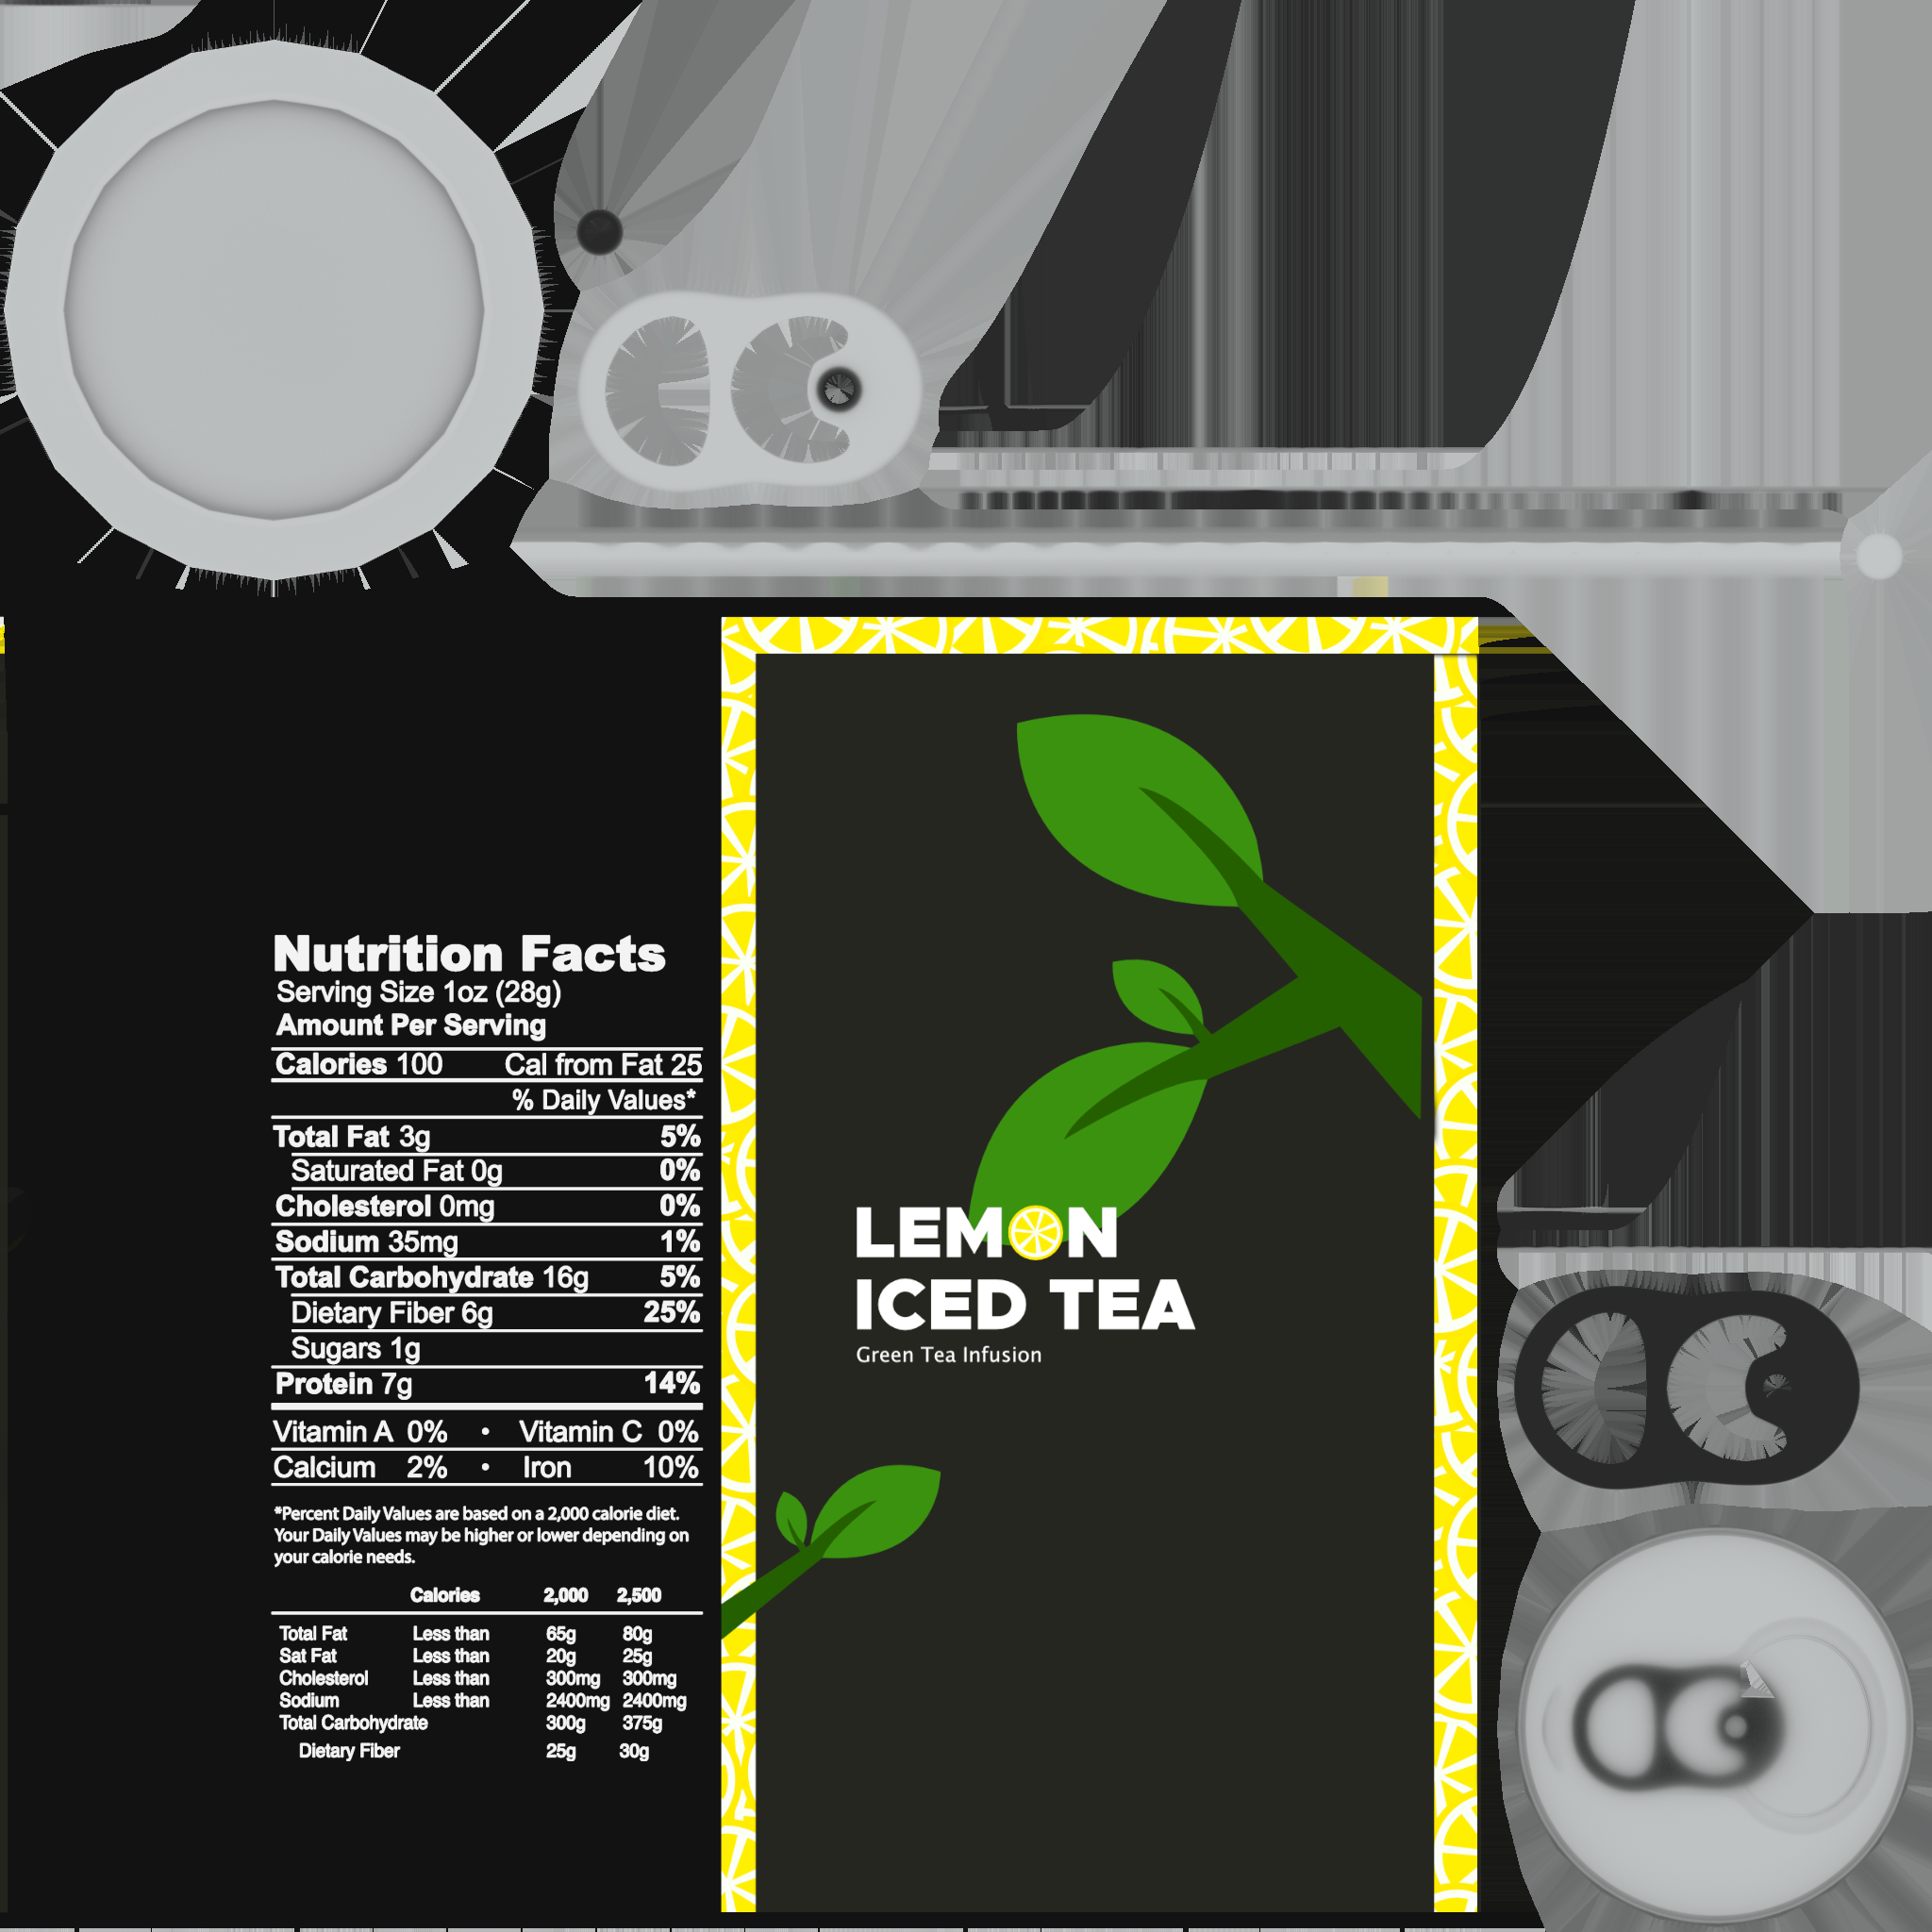 Nutrition Facts
Serving Size 1oz (28g)
Amount Per Serving
Calories 100 Cal from Fat 25
% Daily Values*
Total Fat 3g 5%
Saturated Fat 0g 0%
Cholesterol 0mg 0%
Sodium 35mg 1%
Total Carbohydrate 16g 5%
Dietary Fiber 6g 25%
Sugars 1g
Protein 7g 14%
Vitamin A 0% • Vitamin C 0%
Calcium 2% • Iron 10%
*Percent Daily Values are based on a 2,000 calorie diet.
Your Daily Values may be higher or lower depending on
your calorie needs.
Calories 2,000 2,500
Total Fat Less than 65g 80g
Sat Fat Less than 20g 25g
Cholesterol Less than 300mg 300mg
Sodium Less than 2400mg 2400mg
Total Carbohydrate 300g 375g
Dietary Fiber 25g 30g
LEMON
ICED TEA
Green Tea Infusion